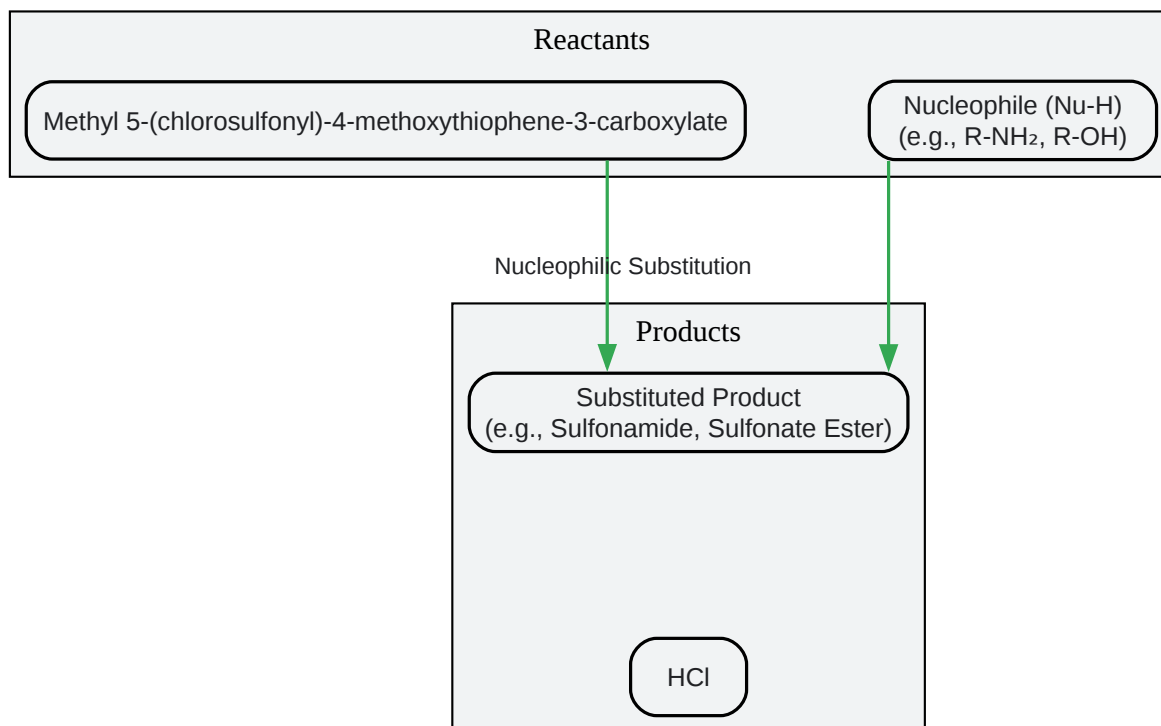 Reactants
Methyl 5-(chlorosulfonyl)-4-methoxythiophene-3-carboxylate
Nucleophile (Nu-H)
(e.g., R-NH₂, R-OH)
Nucleophilic Substitution
Products
Substituted Product
(e.g., Sulfonamide, Sulfonate Ester)
HCl